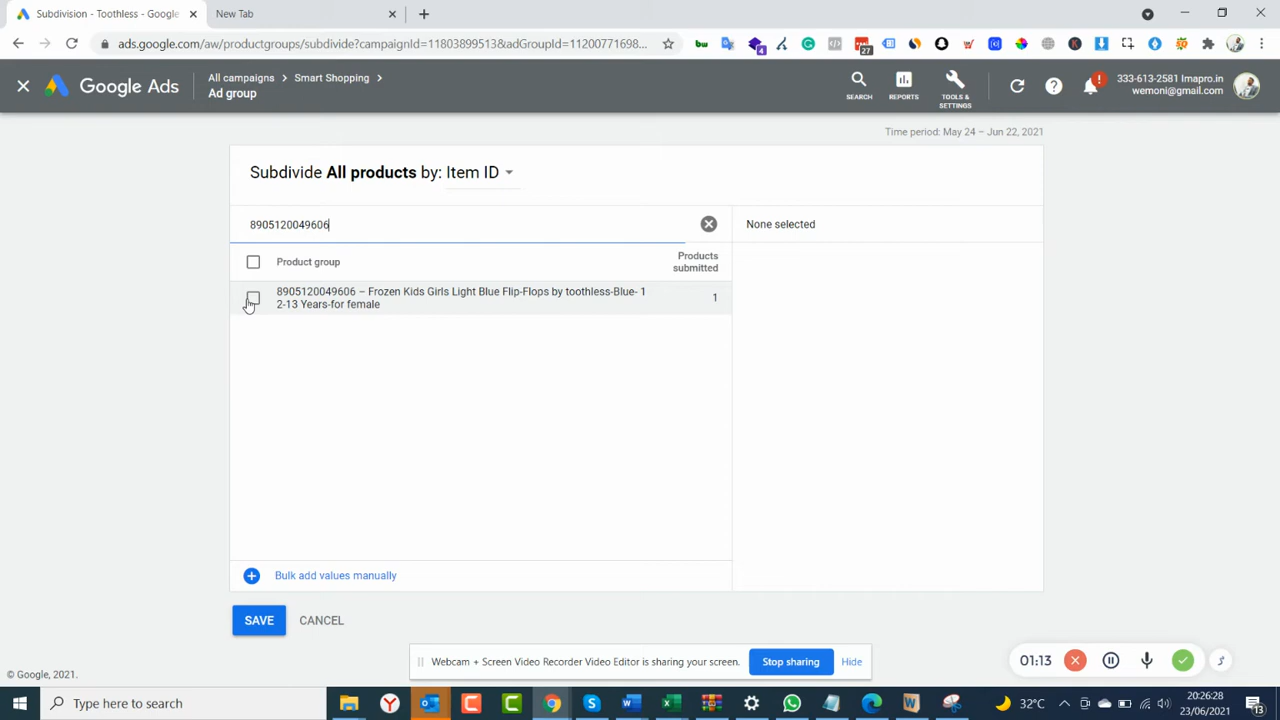 Subdivision - Toothless - Google
New Tab
ads.google.com/aw/productgroups/subdivide?campaignId=11803899513&adGroupId=11200771698...
4
27
Google Ads
All campaigns
Smart Shopping
Ad group
SEARCH
REPORTS
TOOLS &
SETTINGS
333-613-2581 Imapro.in
wemoni@gmail.com
Time period: May 24 – Jun 22, 2021
Subdivide All products by: Item ID
8905120049606
None selected
Product group
Products
submitted
8905120049606 – Frozen Kids Girls Light Blue Flip-Flops by toothless-Blue- 1
2-13 Years-for female
1
Bulk add values manually
SAVE
CANCEL
Webcam + Screen Video Recorder Video Editor is sharing your screen.
Stop sharing
Hide
01:13
© Google, 2021.
Type here to search
32°C
20:26:28
23/06/2021
13